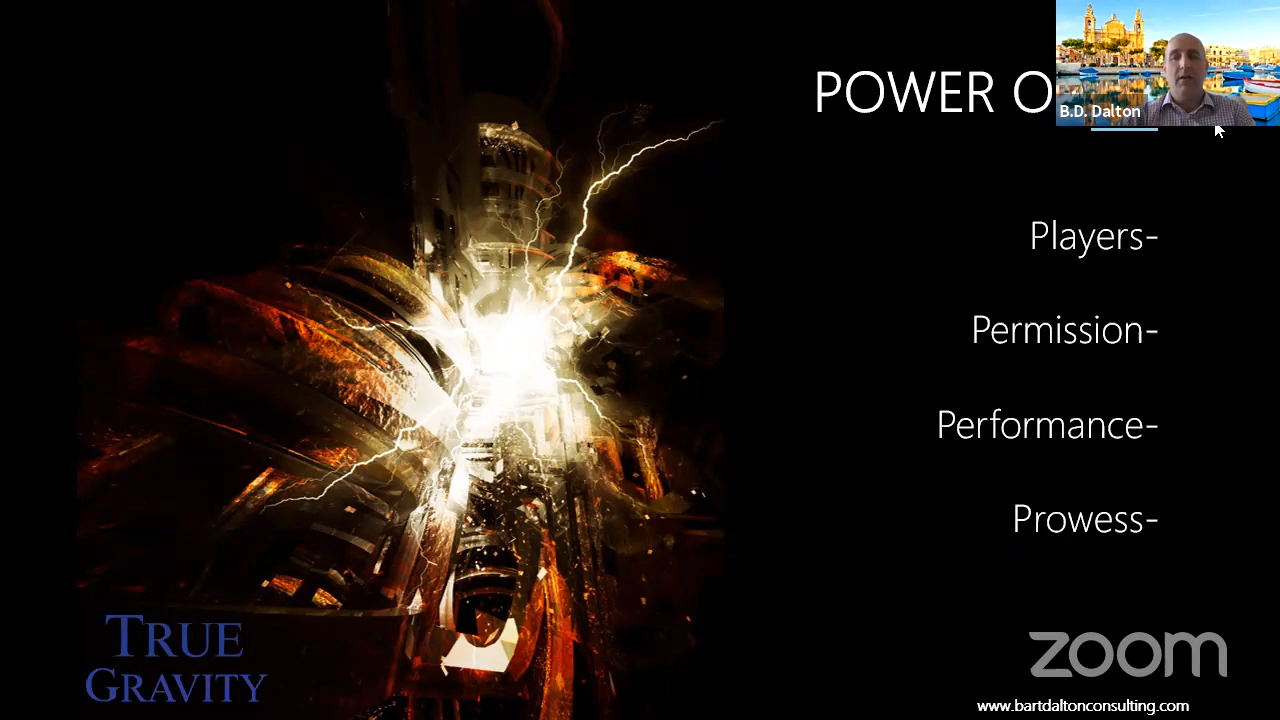 POWER O
B.D. Dalton
Players-
Permission-
Performance-
Prowess-
TRUE
GRAVITY
zoom
www.bartdaltonconsulting.com